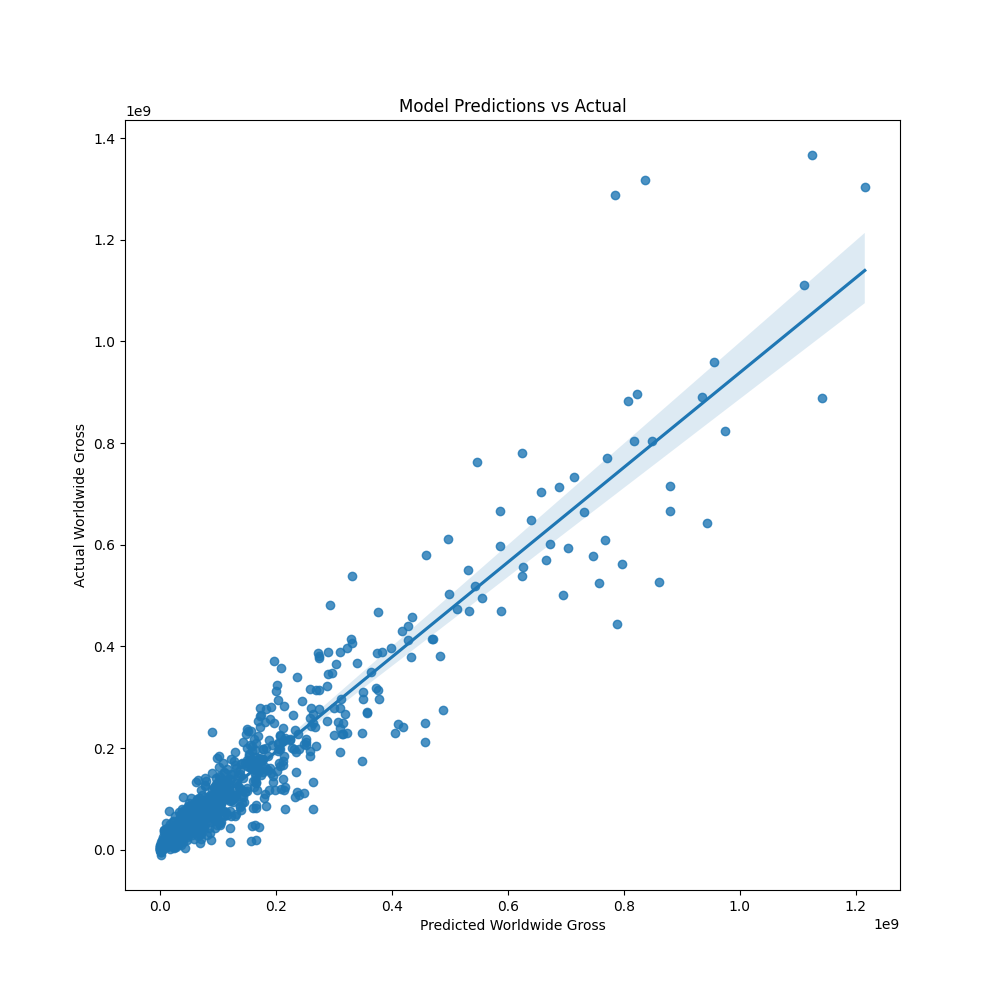 Model Predictions vs Actual
1e9
1.4
1.2
1.0
0.8
0.6
0.4
0.2
0.0
Actual Worldwide Gross
0.0 0.2 0.4 0.6 0.8 1.0 1.2
1e9
Predicted Worldwide Gross